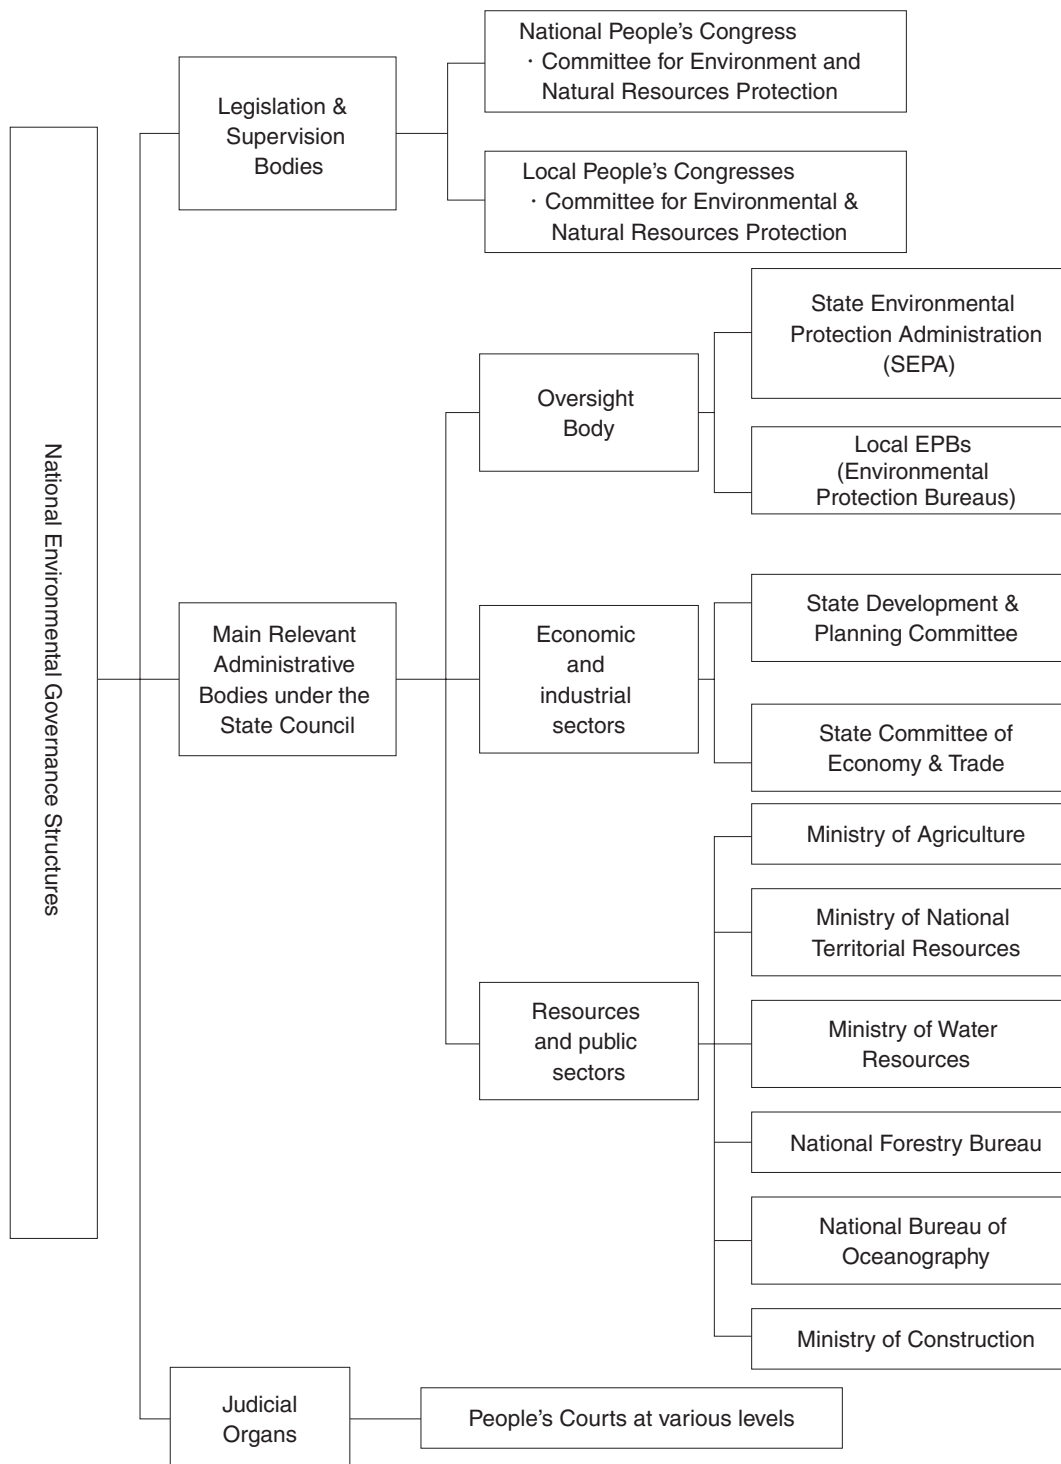 National Environmental Governance Structures
Legislation &
Supervision
Bodies
National People's Congress
· Committee for Environment and
Natural Resources Protection
Local People's Congresses
· Committee for Environmental &
Natural Resources Protection
Main Relevant
Administrative
Bodies under the
State Council
Oversight
Body
State Environmental
Protection Administration
(SEPA)
Local EPBs
(Environmental
Protection Bureaus)
Economic
and
industrial
sectors
State Development &
Planning Committee
State Committee of
Economy & Trade
Resources
and public
sectors
Ministry of Agriculture
Ministry of National
Territorial Resources
Ministry of Water
Resources
National Forestry Bureau
National Bureau of
Oceanography
Ministry of Construction
Judicial
Organs
People's Courts at various levels